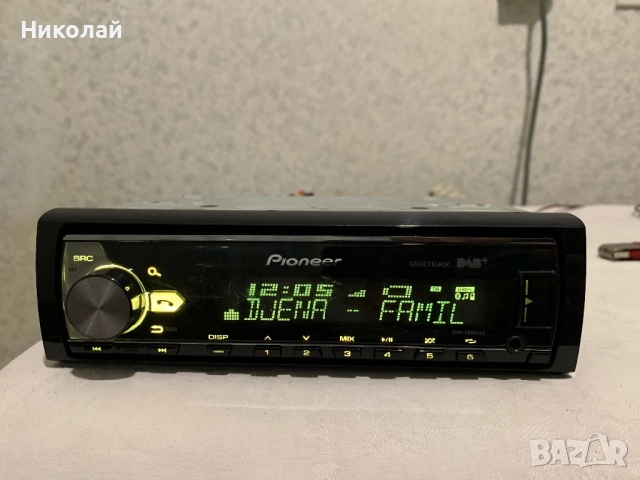 Николай
SRC
Pioneer
MIXTRAX DAB+
12:05
DJENA - FAMIL
DISP
MIX
1 2 3 4 5 6
BAZAR